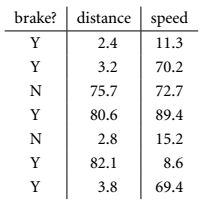 brake? distance speed
Y 2.4 11.3
Y 3.2 70.2
N 75.7 72.7
Y 80.6 89.4
N 2.8 15.2
Y 82.1 8.6
Y 3.8 69.4